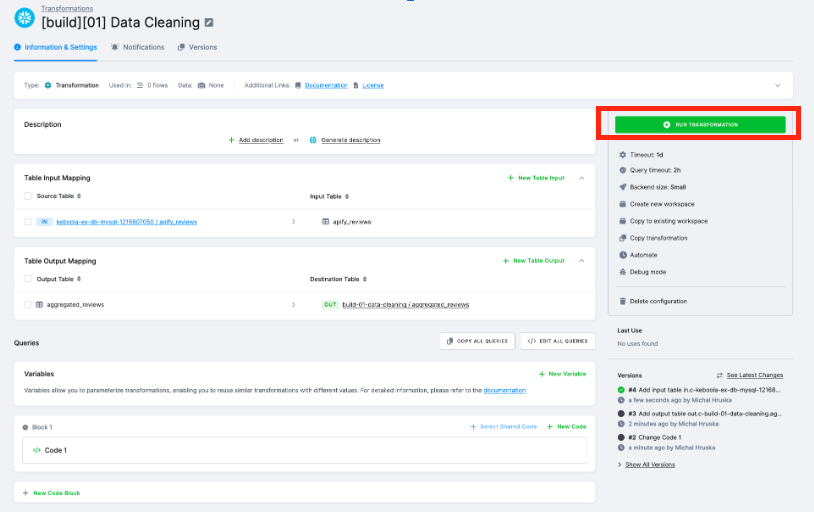 Transformations
[build][01] Data Cleaning
Information & Settings Notifications Versions
Type: Transformation Used in: 0 flows Data: None Additional Links: Documentation License
Description
Add description or Generate description
RUN TRANSFORMATION
Timeout: 1d
Query timeout: 2h
Backend size: Small
Create new workspace
Copy to existing workspace
Copy transformation
Automate
Debug mode
Delete configuration
Table Input Mapping + New Table Input
Source Table Input Table
IN keboola-ex-db-mysql-1216807050 / apify_reviews > apify_reviews
Table Output Mapping + New Table Output
Output Table Destination Table
aggregated_reviews > OUT build-01-data-cleaning / aggregated_reviews
Queries COPY ALL QUERIES </> EDIT ALL QUERIES
Variables + New Variable
Variables allow you to parameterize transformations, enabling you to reuse similar transformations with different values. For detailed information, please refer to the documentation.
Block 1 + Select Shared Code + New Code
</> Code 1
+ New Code Block
Last Use
No uses found
Versions See Latest Changes
#4 Add input table in.c-keboola-ex-db-mysql-12168...
a few seconds ago by Michal Hruska
#3 Add output table out.c-build-01-data-cleaning.ag...
2 minutes ago by Michal Hruska
#2 Change Code 1
a minute ago by Michal Hruska
> Show All Versions